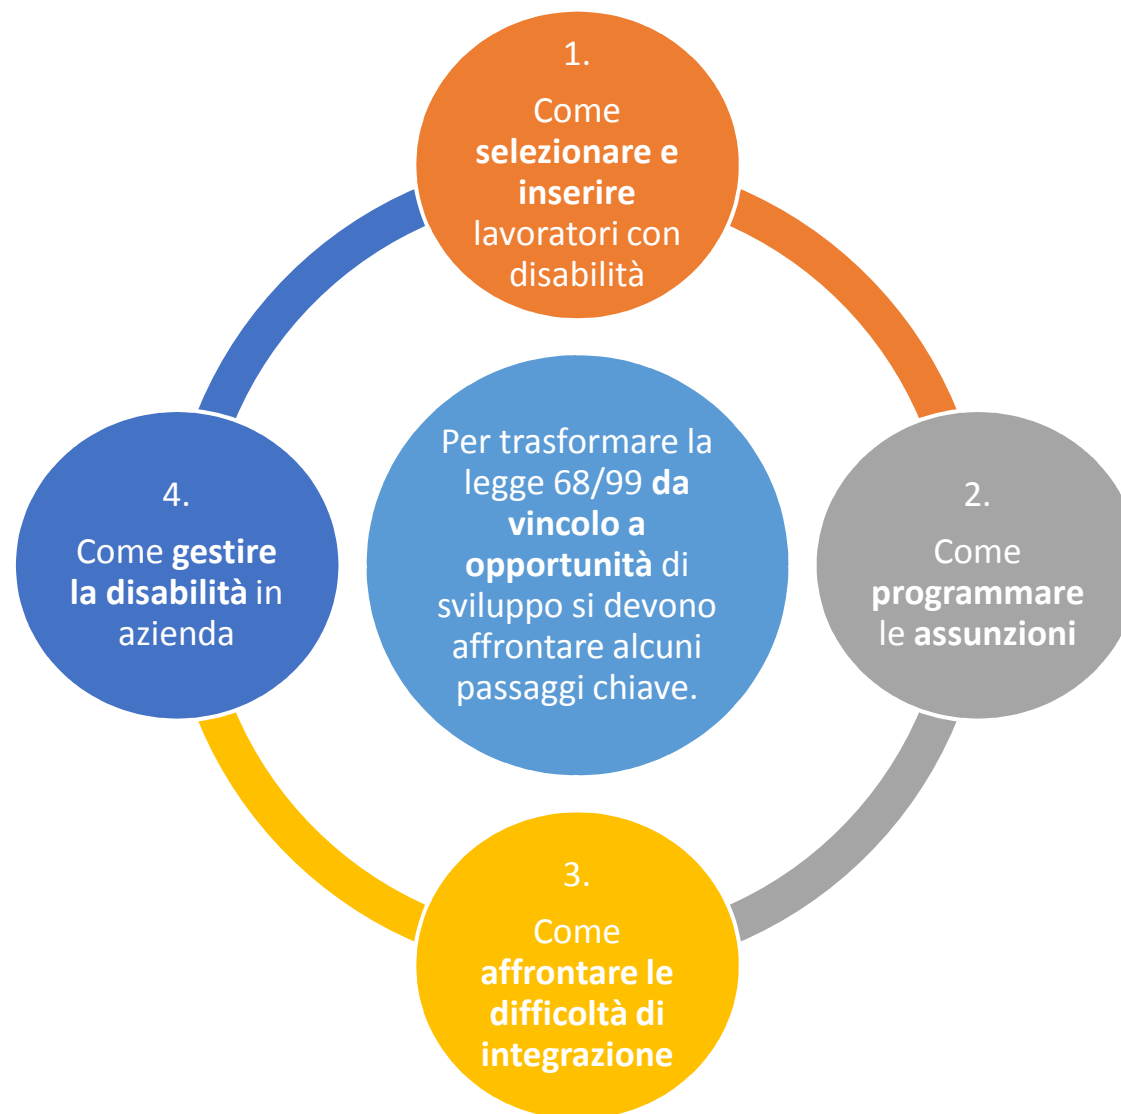 1.
Come
selezionare e
inserire
lavoratori con
disabilità
Per trasformare la
legge 68/99 da
vincolo a
opportunità di
sviluppo si devono
affrontare alcuni
passaggi chiave.
2.
Come
programmare
le assunzioni
3.
Come
affrontare le
difficoltà di
integrazione
4.
Come gestire
la disabilità in
azienda